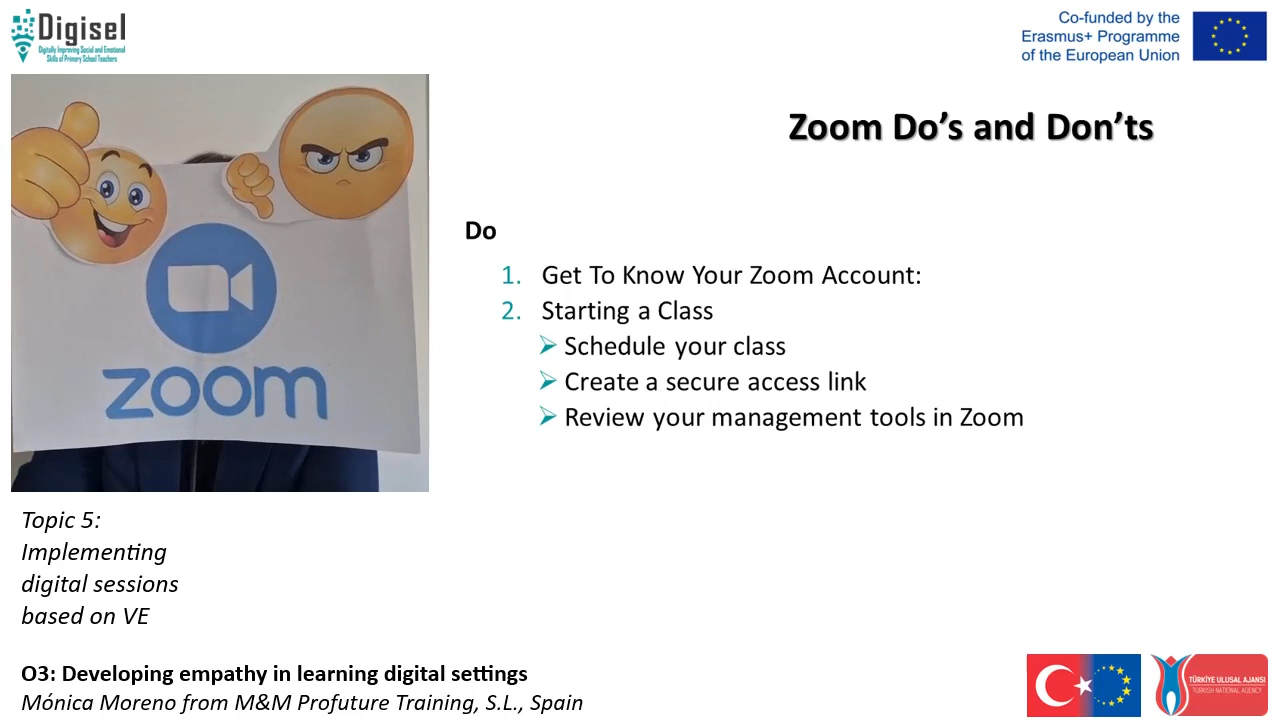 Digisel
Digitally Improving Social and Emotional
Skills of Primary School Teachers
Co-funded by the
Erasmus+ Programme
of the European Union
Zoom Do’s and Don’ts
zoom
Do
1. Get To Know Your Zoom Account:
2. Starting a Class
Schedule your class
Create a secure access link
Review your management tools in Zoom
Topic 5:
Implementing
digital sessions
based on VE
O3: Developing empathy in learning digital settings
Mónica Moreno from M&M Profuture Training, S.L., Spain
TÜRKİYE ULUSAL AJANSI
TURKISH NATIONAL AGENCY